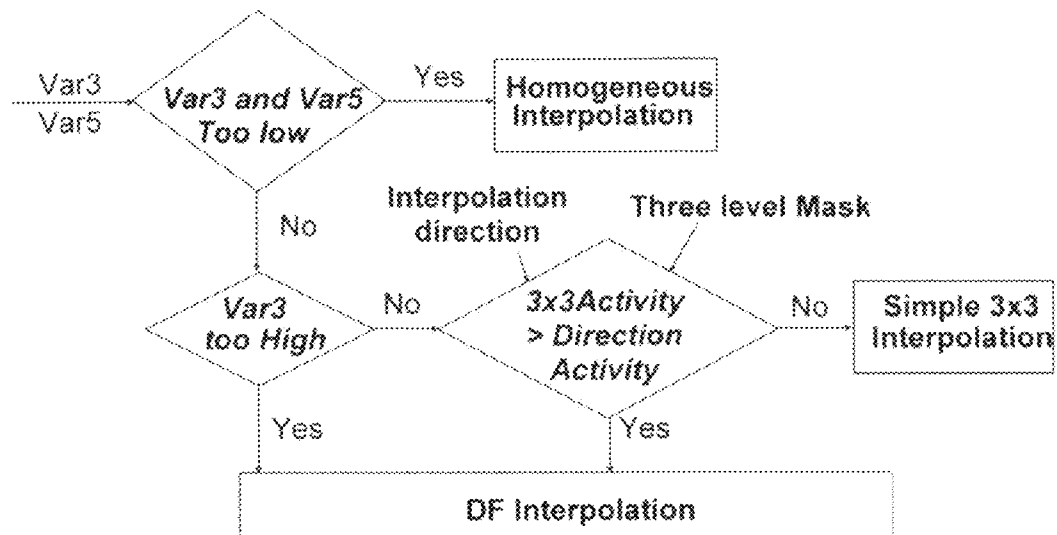 Var3
Var5
Var3 and Var5
Too low
Yes
Homogeneous
Interpolation
No
Interpolation
direction
Three level Mask
Var3
too High
No
3x3Activity
> Direction
Activity
No
Simple 3x3
Interpolation
Yes
Yes
DF Interpolation